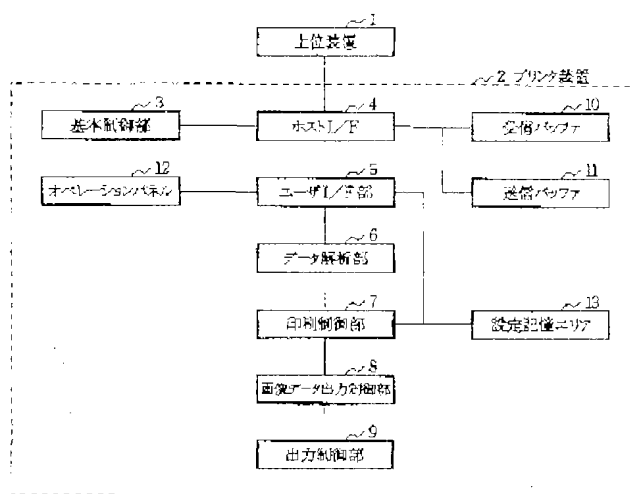 1
上位装置
2 プリンタ装置
3
基本制御部
4
ホストI/F
10
受信バッファ
12
オペレーションパネル
5
ユーザI/F部
11
送信バッファ
6
データ解析部
7
印刷制御部
13
設定記憶エリア
8
画像データ出力制御部
9
出力制御部